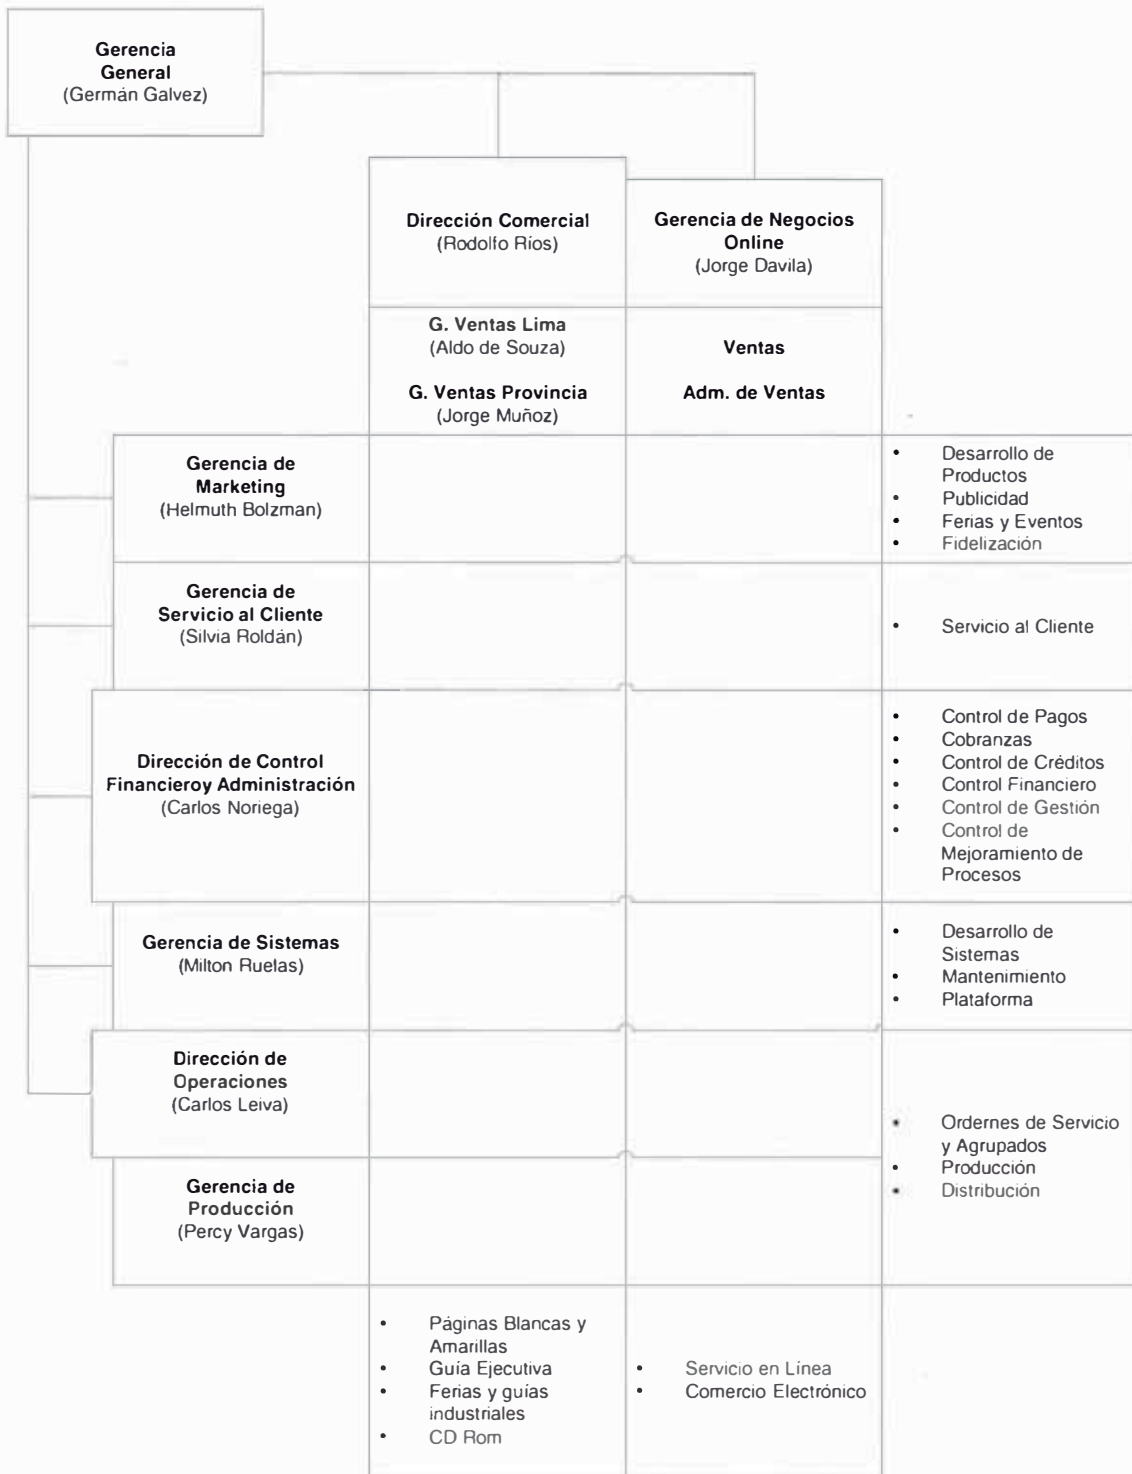 Gerencia
General
(Germán Galvez)
Dirección Comercial
(Rodolfo Ríos)
Gerencia de Negocios
Online
(Jorge Davila)
G. Ventas Lima
(Aldo de Souza)
G. Ventas Provincia
(Jorge Muñoz)
Ventas
Adm. de Ventas
Gerencia de
Marketing
(Helmuth Bolzman)
• Desarrollo de
Productos
• Publicidad
• Ferias y Eventos
• Fidelización
Gerencia de
Servicio al Cliente
(Silvia Roldán)
• Servicio al Cliente
Dirección de Control
Financieroy Administración
(Carlos Noriega)
• Control de Pagos
• Cobranzas
• Control de Créditos
• Control Financiero
• Control de Gestión
• Control de
Mejoramiento de
Procesos
Gerencia de Sistemas
(Milton Ruelas)
• Desarrollo de
Sistemas
• Mantenimiento
• Plataforma
Dirección de
Operaciones
(Carlos Leiva)
Gerencia de
Producción
(Percy Vargas)
• Ordernes de Servicio
y Agrupados
• Producción
• Distribución
• Páginas Blancas y
Amarillas
• Guía Ejecutiva
• Ferias y guías
industriales
• CD Rom
• Servicio en Línea
• Comercio Electrónico